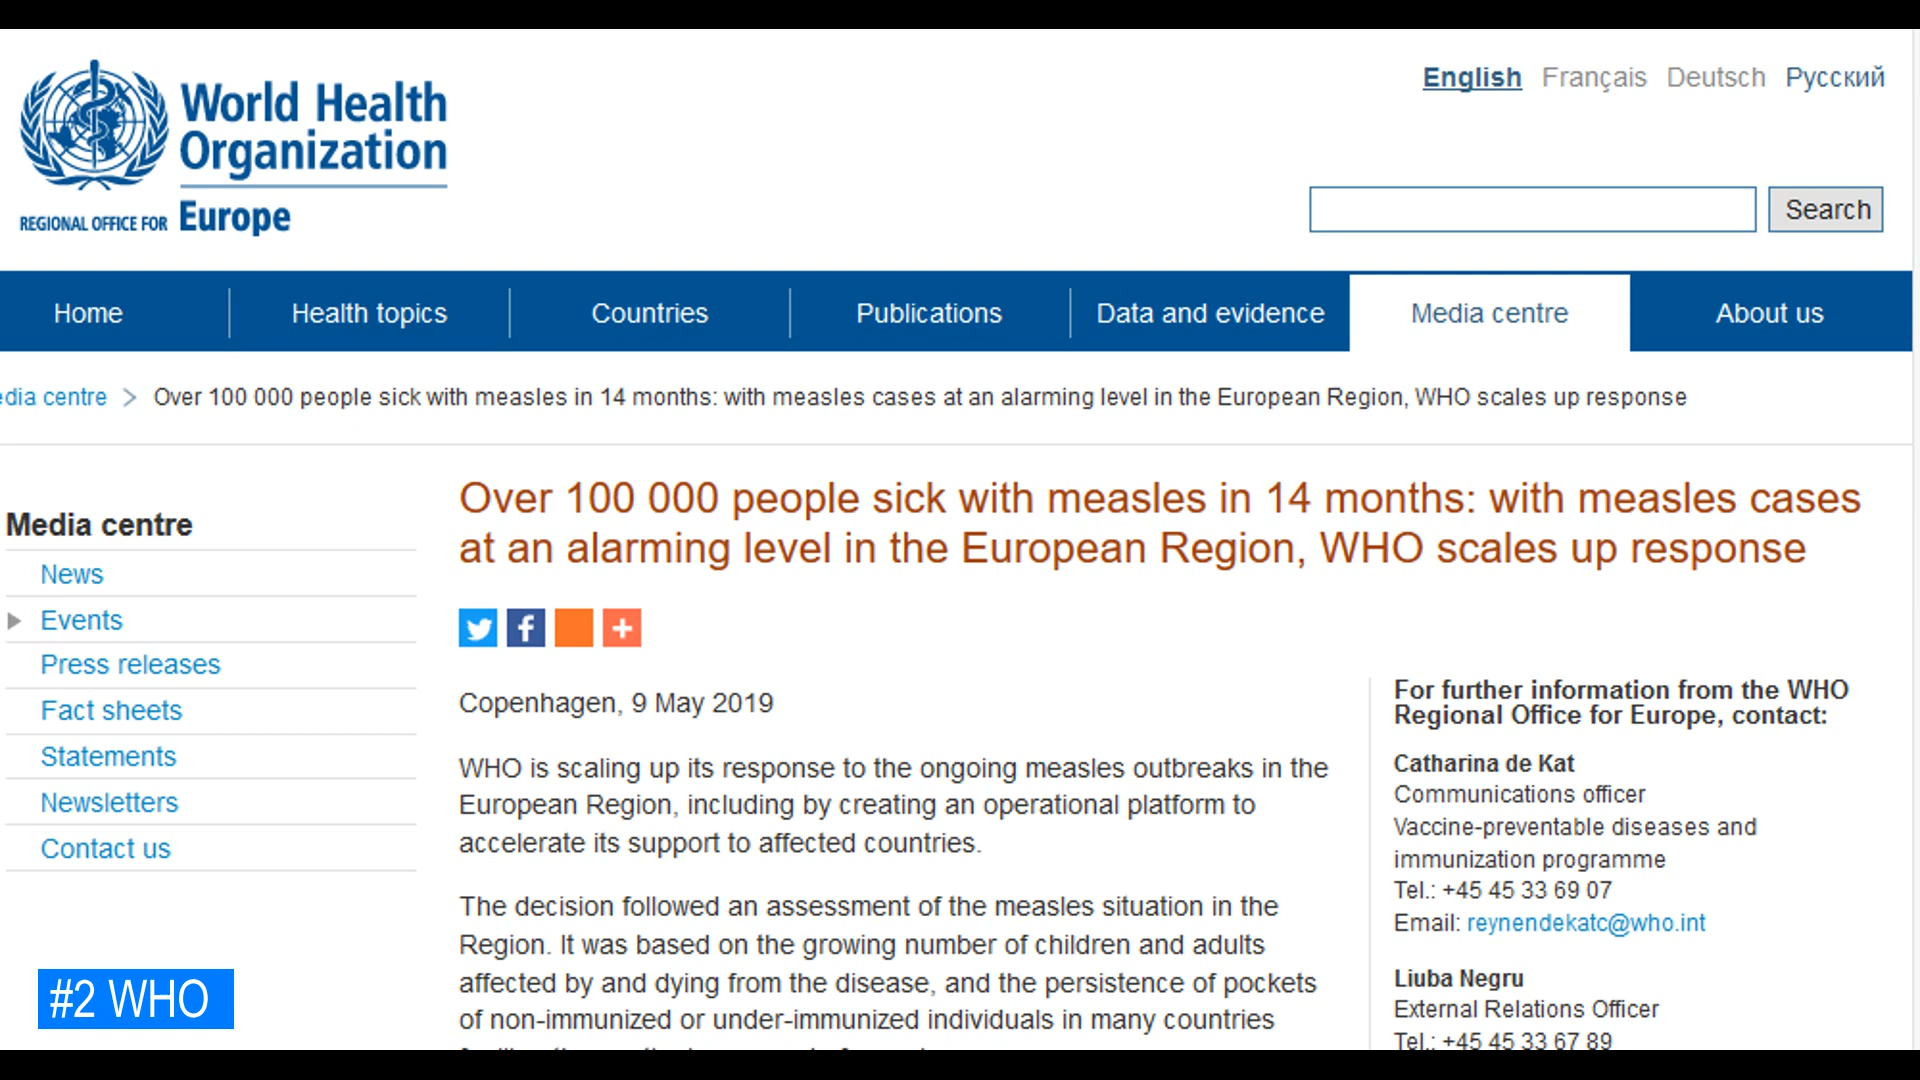 World Health
Organization
REGIONAL OFFICE FOR Europe
English Français Deutsch Русский
Search
Home Health topics Countries Publications Data and evidence Media centre About us
dia centre > Over 100 000 people sick with measles in 14 months: with measles cases at an alarming level in the European Region, WHO scales up response
Media centre
News
Events
Press releases
Fact sheets
Statements
Newsletters
Contact us
Over 100 000 people sick with measles in 14 months: with measles cases
at an alarming level in the European Region, WHO scales up response
Copenhagen, 9 May 2019
WHO is scaling up its response to the ongoing measles outbreaks in the
European Region, including by creating an operational platform to
accelerate its support to affected countries.
The decision followed an assessment of the measles situation in the
Region. It was based on the growing number of children and adults
affected by and dying from the disease, and the persistence of pockets
of non-immunized or under-immunized individuals in many countries
For further information from the WHO
Regional Office for Europe, contact:
Catharina de Kat
Communications officer
Vaccine-preventable diseases and
immunization programme
Tel.: +45 45 33 69 07
Email: reynendekatc@who.int
Liuba Negru
External Relations Officer
Tel.: +45 45 33 67 89
#2 WHO